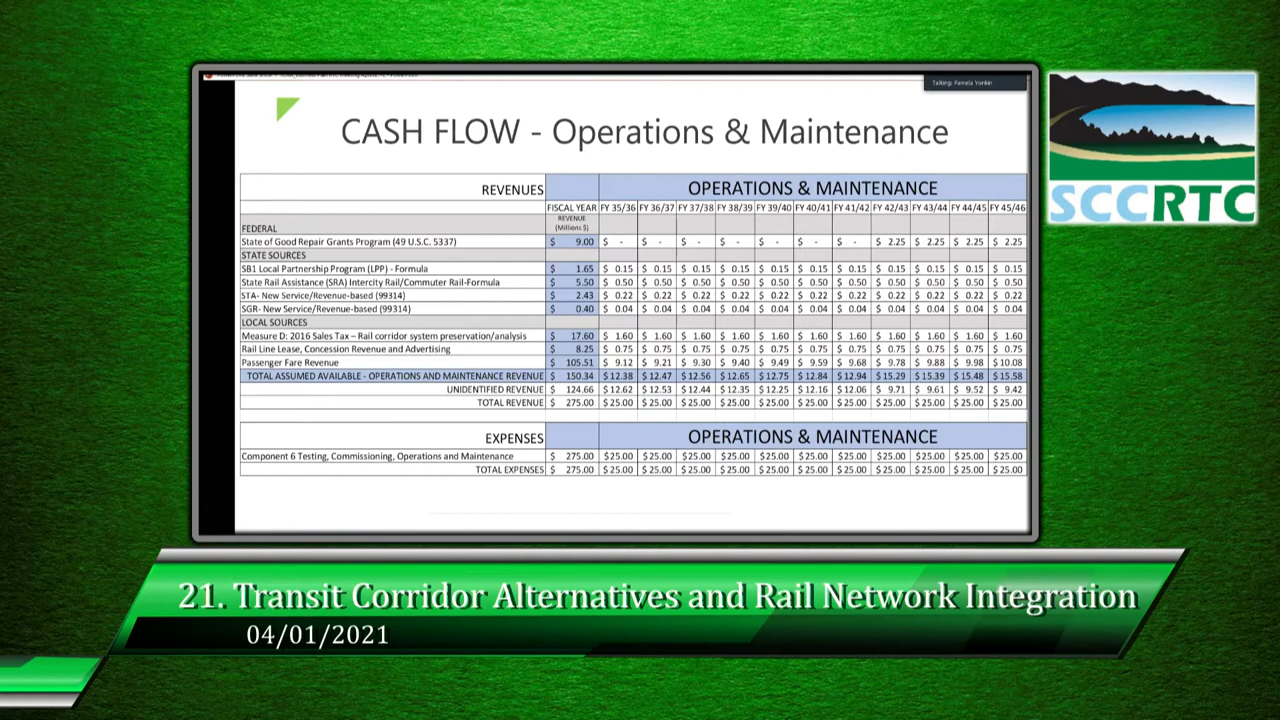 Talking: Pamela Yonkin
CASH FLOW - Operations & Maintenance
REVENUES OPERATIONS & MAINTENANCE
FISCAL YEAR FY 35/36 FY 36/37 FY 37/38 FY 38/39 FY 39/40 FY 40/41 FY 41/42 FY 42/43 FY 43/44 FY 44/45 FY 45/46
FEDERAL REVENUE (Millions $)
State of Good Repair Grants Program (49 U.S.C. 5337) $ 9.00 $ - $ - $ - $ - $ - $ - $ - $ 2.25 $ 2.25 $ 2.25 $ 2.25
STATE SOURCES
SB1 Local Partnership Program (LPP) - Formula $ 1.65 $ 0.15 $ 0.15 $ 0.15 $ 0.15 $ 0.15 $ 0.15 $ 0.15 $ 0.15 $ 0.15 $ 0.15 $ 0.15
State Rail Assistance (SRA) Intercity Rail/Commuter Rail-Formula $ 5.50 $ 0.50 $ 0.50 $ 0.50 $ 0.50 $ 0.50 $ 0.50 $ 0.50 $ 0.50 $ 0.50 $ 0.50 $ 0.50
STA- New Service/Revenue-based (99314) $ 2.43 $ 0.22 $ 0.22 $ 0.22 $ 0.22 $ 0.22 $ 0.22 $ 0.22 $ 0.22 $ 0.22 $ 0.22 $ 0.22
SGR- New Service/Revenue-based (99314) $ 0.40 $ 0.04 $ 0.04 $ 0.04 $ 0.04 $ 0.04 $ 0.04 $ 0.04 $ 0.04 $ 0.04 $ 0.04 $ 0.04
LOCAL SOURCES
Measure D: 2016 Sales Tax – Rail corridor system preservation/analysis $ 17.60 $ 1.60 $ 1.60 $ 1.60 $ 1.60 $ 1.60 $ 1.60 $ 1.60 $ 1.60 $ 1.60 $ 1.60 $ 1.60
Rail Line Lease, Concession Revenue and Advertising $ 8.25 $ 0.75 $ 0.75 $ 0.75 $ 0.75 $ 0.75 $ 0.75 $ 0.75 $ 0.75 $ 0.75 $ 0.75 $ 0.75
Passenger Fare Revenue $ 105.51 $ 9.12 $ 9.21 $ 9.30 $ 9.40 $ 9.49 $ 9.59 $ 9.68 $ 9.78 $ 9.88 $ 9.98 $10.08
TOTAL ASSUMED AVAILABLE - OPERATIONS AND MAINTENANCE REVENUE $ 150.34 $12.38 $12.47 $12.56 $12.65 $12.75 $12.84 $12.94 $15.29 $15.39 $15.48 $15.58
UNIDENTIFIED REVENUE $ 124.66 $12.62 $12.53 $12.44 $12.35 $12.25 $12.16 $12.06 $ 9.71 $ 9.61 $ 9.52 $ 9.42
TOTAL REVENUE $ 275.00 $25.00 $25.00 $25.00 $25.00 $25.00 $25.00 $25.00 $25.00 $25.00 $25.00 $25.00
EXPENSES OPERATIONS & MAINTENANCE
Component 6 Testing, Commissioning, Operations and Maintenance $ 275.00 $25.00 $25.00 $25.00 $25.00 $25.00 $25.00 $25.00 $25.00 $25.00 $25.00 $25.00
TOTAL EXPENSES $ 275.00 $25.00 $25.00 $25.00 $25.00 $25.00 $25.00 $25.00 $25.00 $25.00 $25.00 $25.00
SCCRTC
21. Transit Corridor Alternatives and Rail Network Integration
04/01/2021